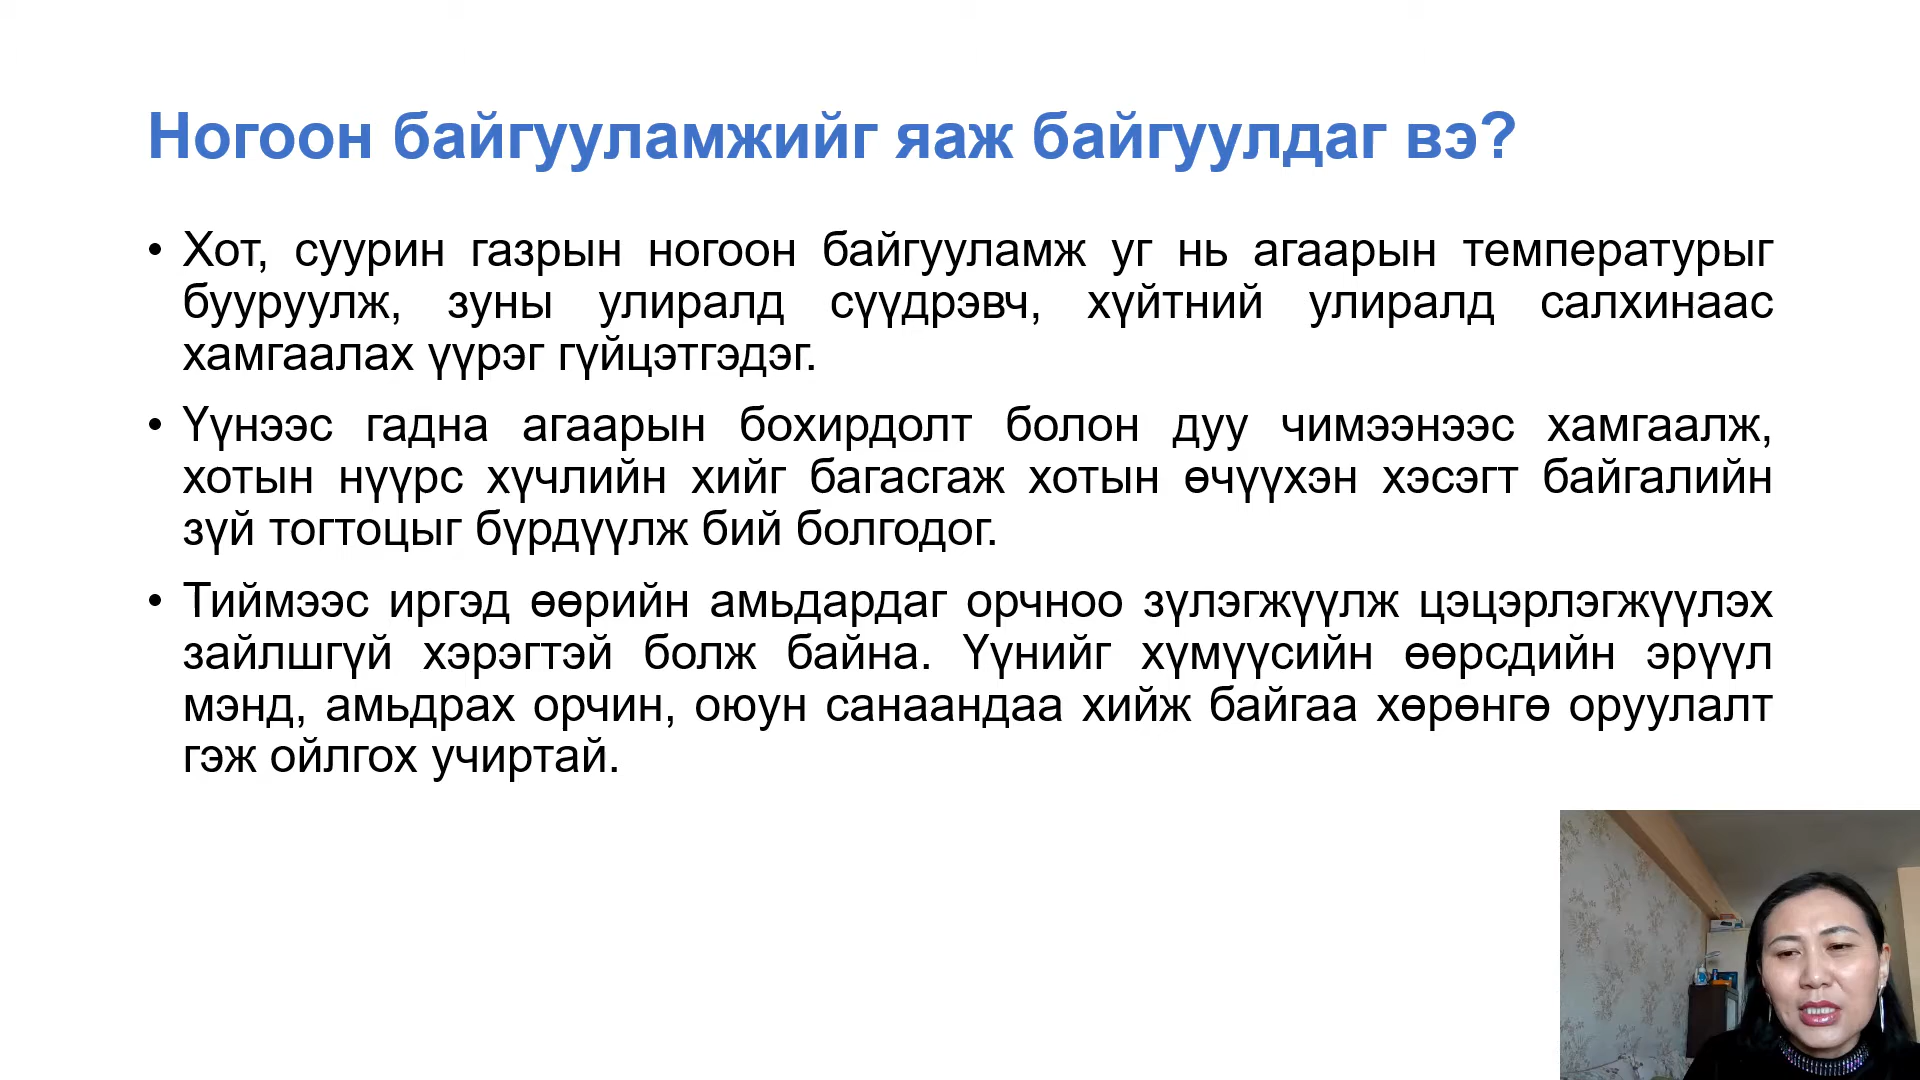 Ногоон байгууламжийг яаж байгуулдаг вэ?
• Хот, суурин газрын ногоон байгууламж уг нь агаарын температурыг
бууруулж, зуны улиралд сүүдрэвч, хүйтний улиралд салхинаас
хамгаалах үүрэг гүйцэтгэдэг.
• Үүнээс гадна агаарын бохирдолт болон дуу чимээнээс хамгаалж,
хотын нүүрс хүчлийн хийг багасгаж хотын өчүүхэн хэсэгт байгалийн
зүй тогтоцыг бүрдүүлж бий болгодог.
• Тиймээс иргэд өөрийн амьдардаг орчноо зүлэгжүүлж цэцэрлэгжүүлэх
зайлшгүй хэрэгтэй болж байна. Үүнийг хүмүүсийн өөрсдийн эрүүл
мэнд, амьдрах орчин, оюун санаандаа хийж байгаа хөрөнгө оруулалт
гэж ойлгох учиртай.